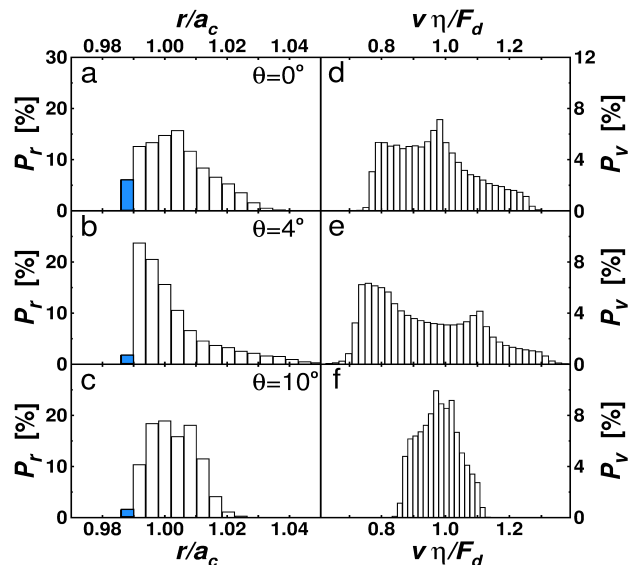 r/a_c v η/F_d
0.98 1.00 1.02 1.04 0.8 1.0 1.2
30 a θ=0° d 12
P_r [%] 20 8 P_v [%]
10 4
0 0
b θ=4° e
P_r [%] 20 8 P_v [%]
10 4
0 0
c θ=10° f
P_r [%] 20 8 P_v [%]
10 4
0 0
0.98 1.00 1.02 1.04 0.8 1.0 1.2
r/a_c v η/F_d